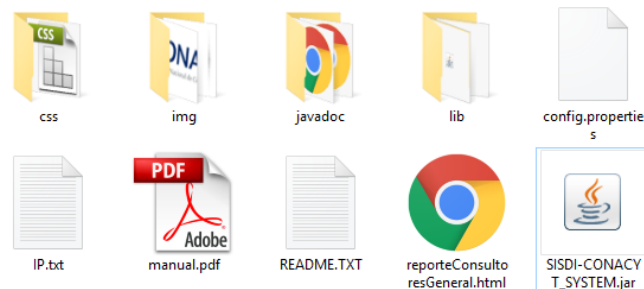 CSS
ONA
css
img
javadoc
lib
config.propertie
s
PDF
Adobe
IP.txt
manual.pdf
README.TXT
reporteConsulto
resGeneral.html
SISDI-CONACY
T_SYSTEM.jar